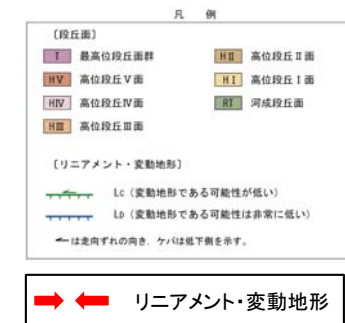 凡 例
〔段丘面〕
T 最高位段丘面群
HⅤ 高位段丘Ⅴ面
HⅣ 高位段丘Ⅳ面
HⅢ 高位段丘Ⅲ面
HⅡ 高位段丘Ⅱ面
HⅠ 高位段丘Ⅰ面
RT 河成段丘面
〔リニアメント・変動地形〕
LC（変動地形である可能性が低い）
LD（変動地形である可能性は非常に低い）
←は走向ずれの向き，ケバは低下側を示す。
リニアメント・変動地形